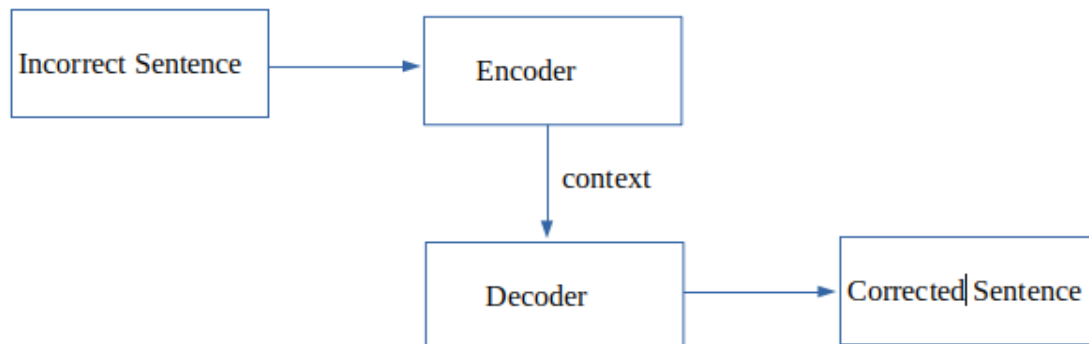 Incorrect Sentence
Encoder
context
Decoder
Corrected Sentence